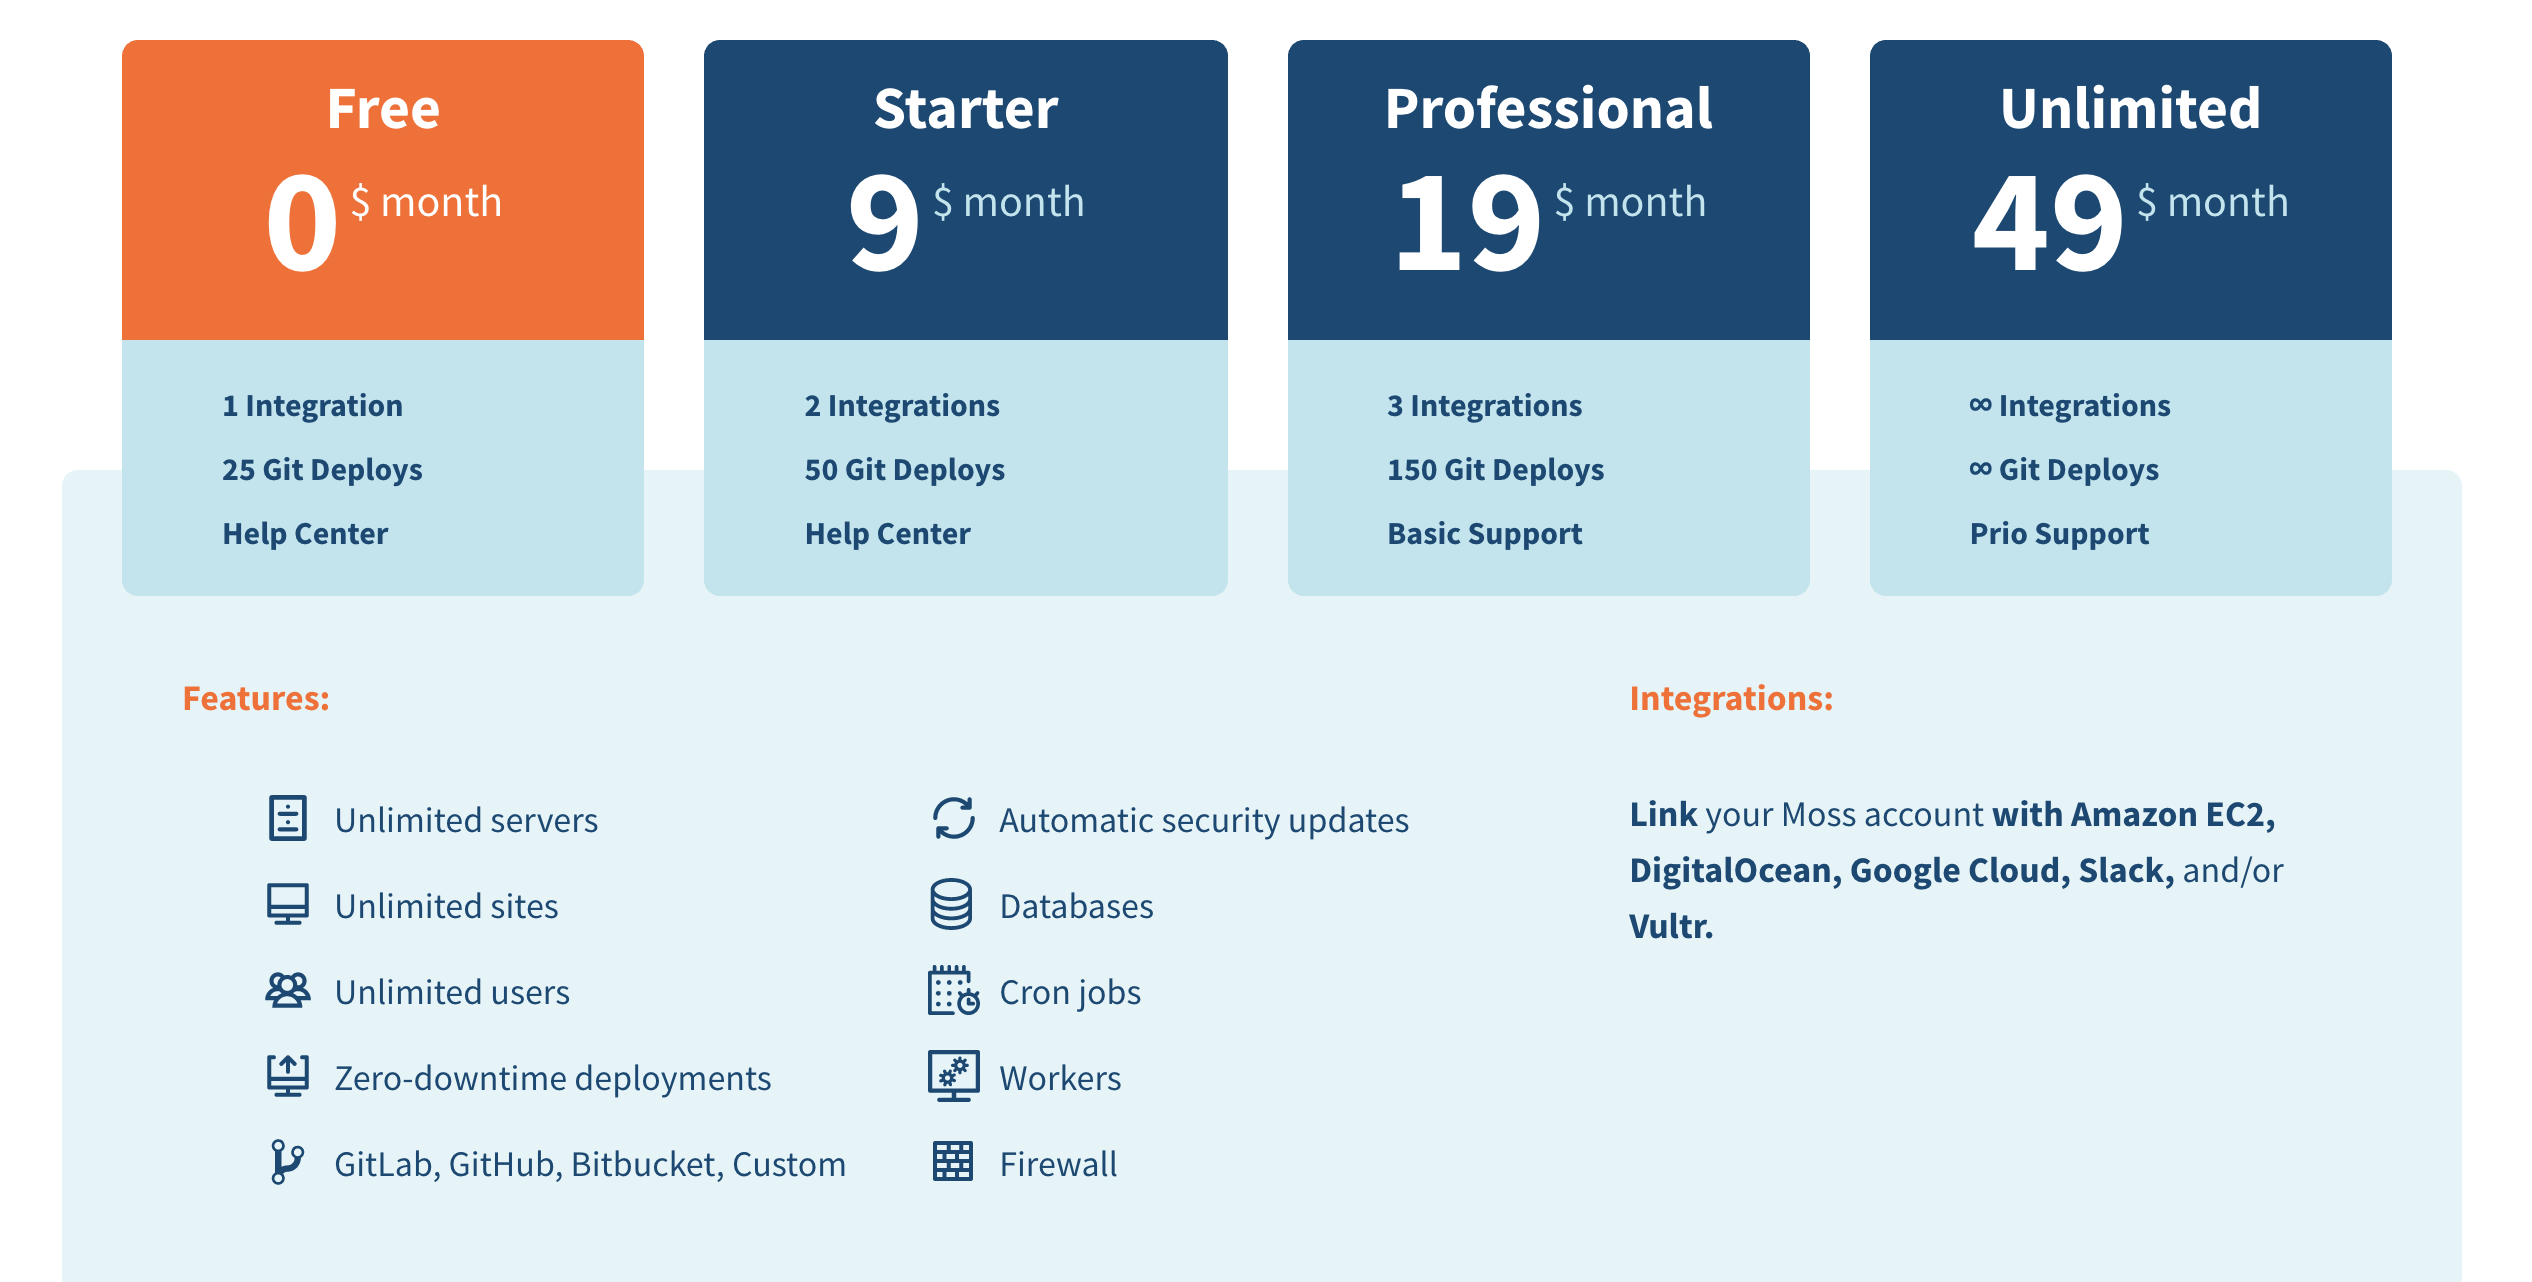 Free
0 $ month
1 Integration
25 Git Deploys
Help Center
Starter
9 $ month
2 Integrations
50 Git Deploys
Help Center
Professional
19 $ month
3 Integrations
150 Git Deploys
Basic Support
Unlimited
49 $ month
∞ Integrations
∞ Git Deploys
Prio Support
Features:
Unlimited servers
Unlimited sites
Unlimited users
Zero-downtime deployments
GitLab, GitHub, Bitbucket, Custom
Automatic security updates
Databases
Cron jobs
Workers
Firewall
Integrations:
Link your Moss account with Amazon EC2,
DigitalOcean, Google Cloud, Slack, and/or
Vultr.